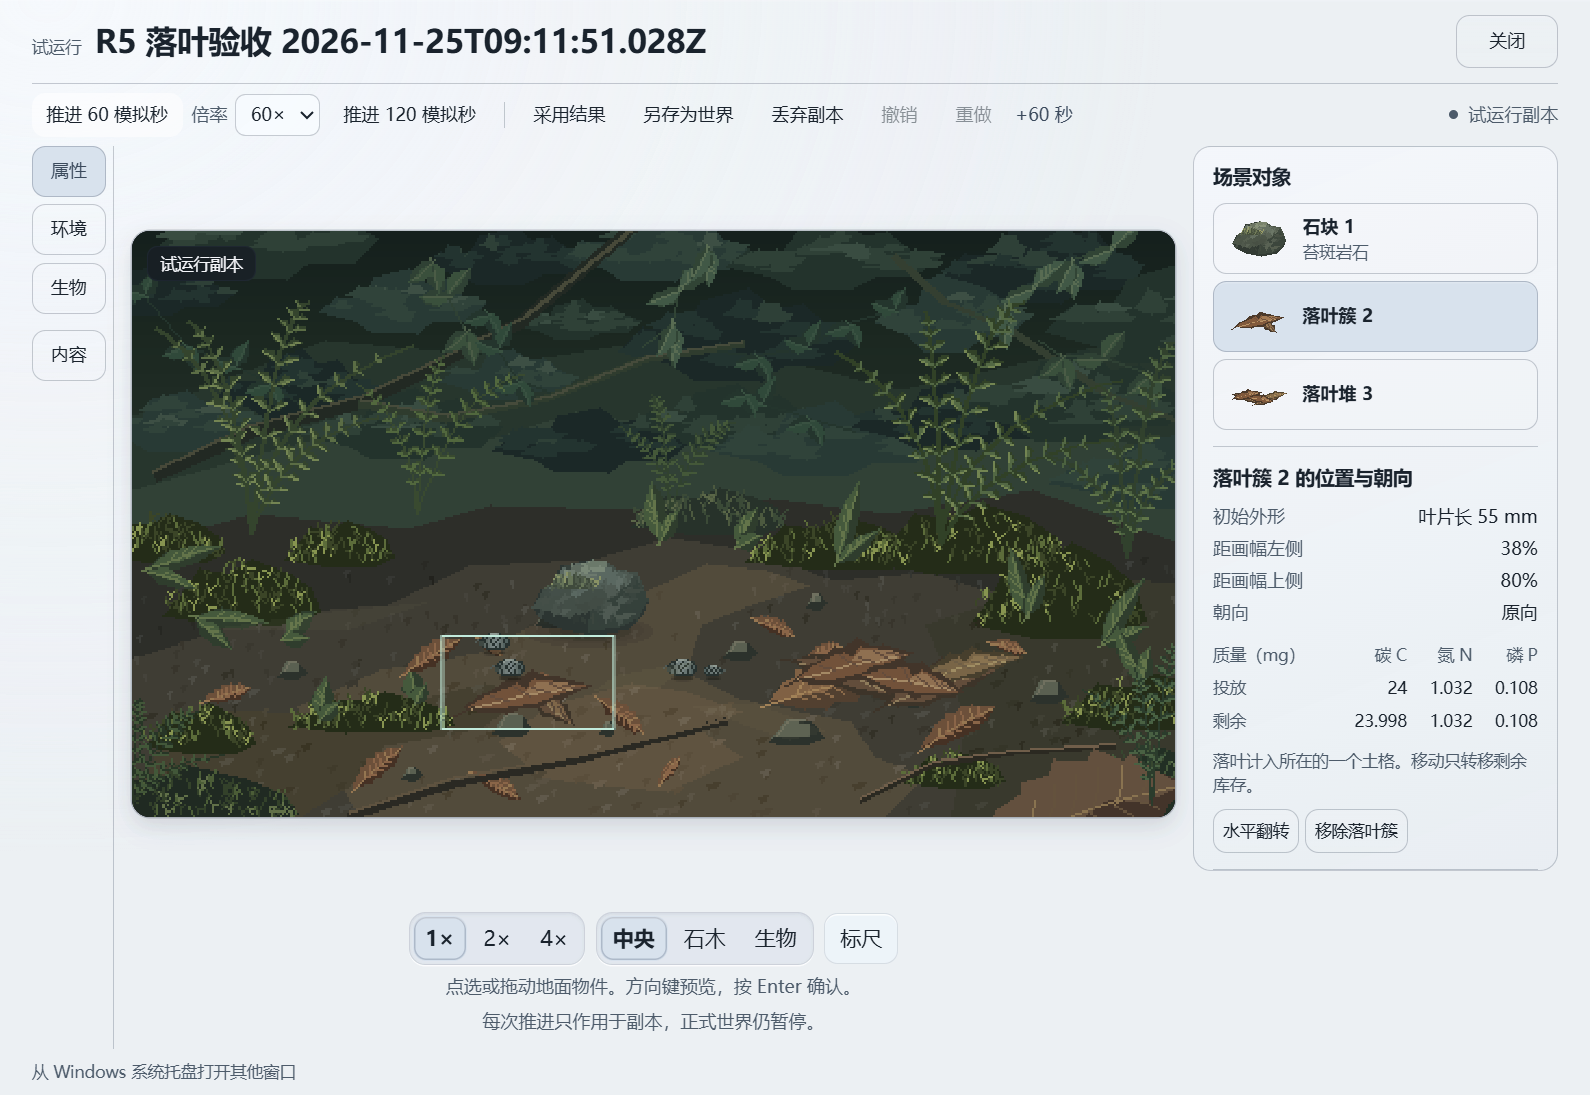 试运行 R5 落叶验收 2026-11-25T09:11:51.028Z 关闭
推进 60 模拟秒 倍率 60× 推进 120 模拟秒 采用结果 另存为世界 丢弃副本 撤销 重做 +60 秒 试运行副本
属性
环境
生物
内容
试运行副本
场景对象
石块 1
苔斑岩石
落叶簇 2
落叶堆 3
落叶簇 2 的位置与朝向
初始外形 叶片长 55 mm
距画幅左侧 38%
距画幅上侧 80%
朝向 原向
质量（mg） 碳 C 氮 N 磷 P
投放 24 1.032 0.108
剩余 23.998 1.032 0.108
落叶计入所在的一个土格。移动只转移剩余
库存。
水平翻转 移除落叶簇
1× 2× 4× 中央 石木 生物 标尺
点选或拖动地面物件。方向键预览，按 Enter 确认。
每次推进只作用于副本，正式世界仍暂停。
从 Windows 系统托盘打开其他窗口